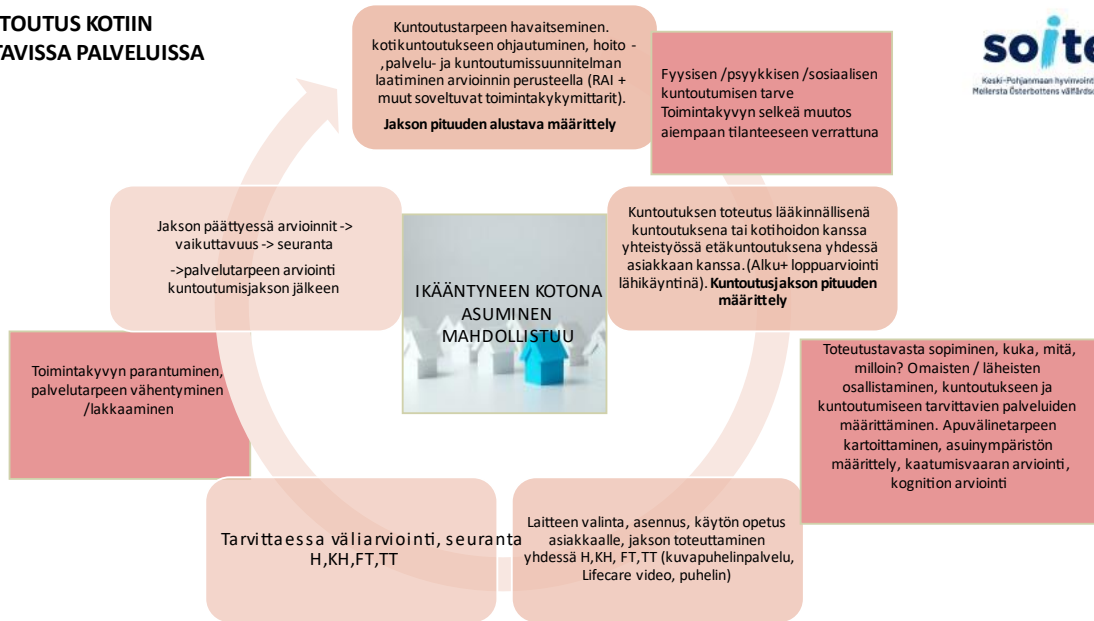 TOUTUS KOTIIN
TAVISSA PALVELUISSA
soite
Keski-Pohjanmaan hyvinvoint
Mellersta Österbottens välfärdso
Kuntoutustarpeen havaitseminen.
kotikuntoutukseen ohjautuminen, hoito -
,palvelu- ja kuntoutumissuunnitelman
laatiminen arvioinnin perusteella (RAI +
muut soveltuvat toimintakykymittarit).
Jakson pituuden alustava määrittely
Fyysisen /psyykkisen /sosiaalisen
kuntoutumisen tarve
Toimintakyvyn selkeä muutos
aiempaan tilanteeseen verrattuna
Kuntoutuksen toteutus lääkinnällisenä
kuntoutuksena tai kotihoidon kanssa
yhteistyössä etäkuntoutuksena yhdessä
asiakkaan kanssa.(Alku+ loppuarviointi
lähikäyntinä). Kuntoutusjakson pituuden
määrittely
Toteutustavasta sopiminen, kuka, mitä,
milloin? Omaisten / läheisten
osallistaminen, kuntoutukseen ja
kuntoutumiseen tarvittavien palveluiden
määrittäminen. Apuvälinetarpeen
kartoittaminen, asuinympäristön
määrittely, kaatumisvaaran arviointi,
kognition arviointi
Laitteen valinta, asennus, käytön opetus
asiakkaalle, jakson toteuttaminen
yhdessä H,KH, FT,TT (kuvapuhelinpalvelu,
Lifecare video, puhelin)
Tarvittaessa väliarviointi, seuranta
H,KH,FT,TT
Toimintakyvyn parantuminen,
palvelutarpeen vähentyminen
/lakkaaminen
Jakson päättyessä arvioinnit ->
vaikuttavuus -> seuranta
->palvelutarpeen arviointi
kuntoutumisjakson jälkeen
IKÄÄNTYNEEN KOTONA
ASUMINEN
MAHDOLLISTUU